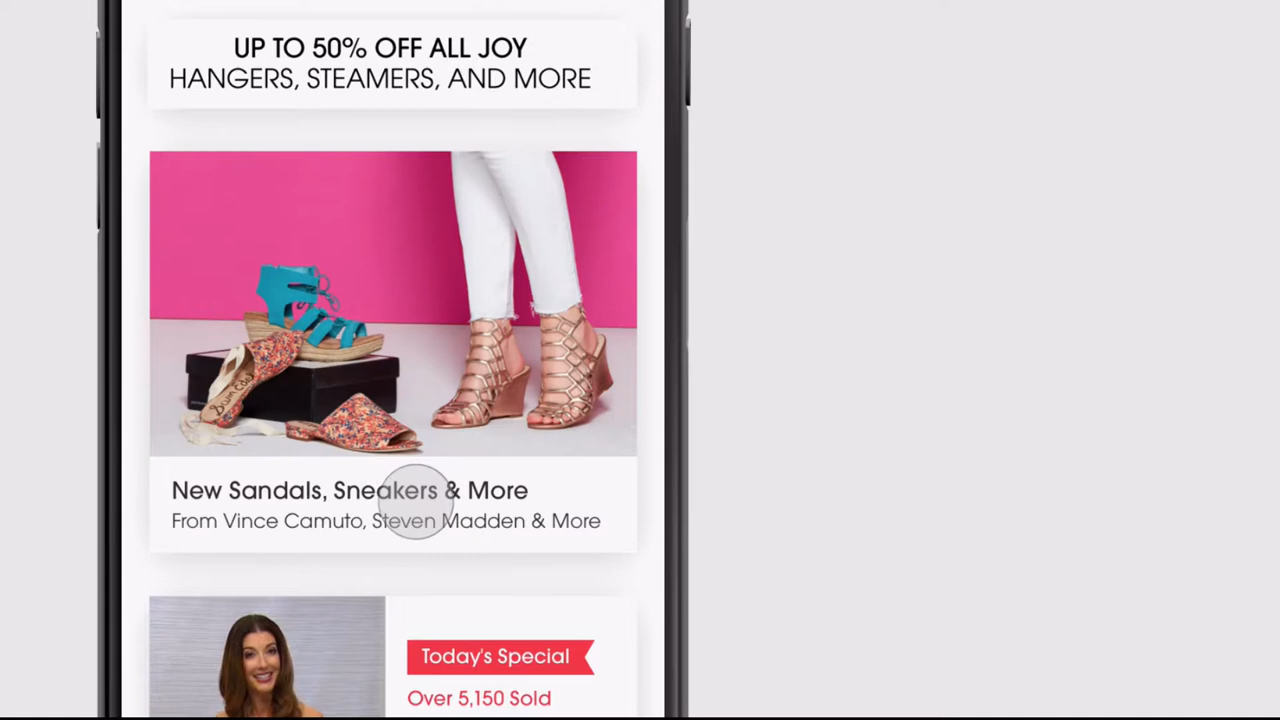 UP TO 50% OFF ALL JOY
HANGERS, STEAMERS, AND MORE
New Sandals, Sneakers & More
From Vince Camuto, Steven Madden & More
Today's Special
Over 5,150 Sold